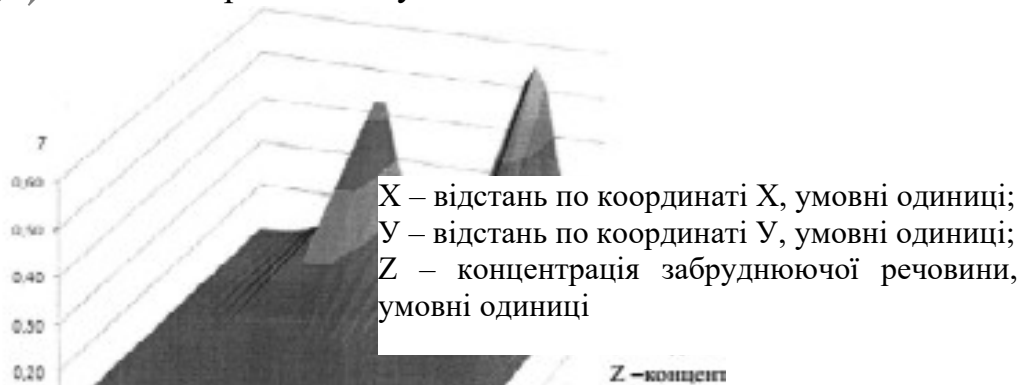 Z
0,60
0,50
0,40
0,30
0,20
Х – відстань по координаті Х, умовні одиниці;
У – відстань по координаті У, умовні одиниці;
Z – концентрація забруднюючої речовини,
умовні одиниці
Z –концент